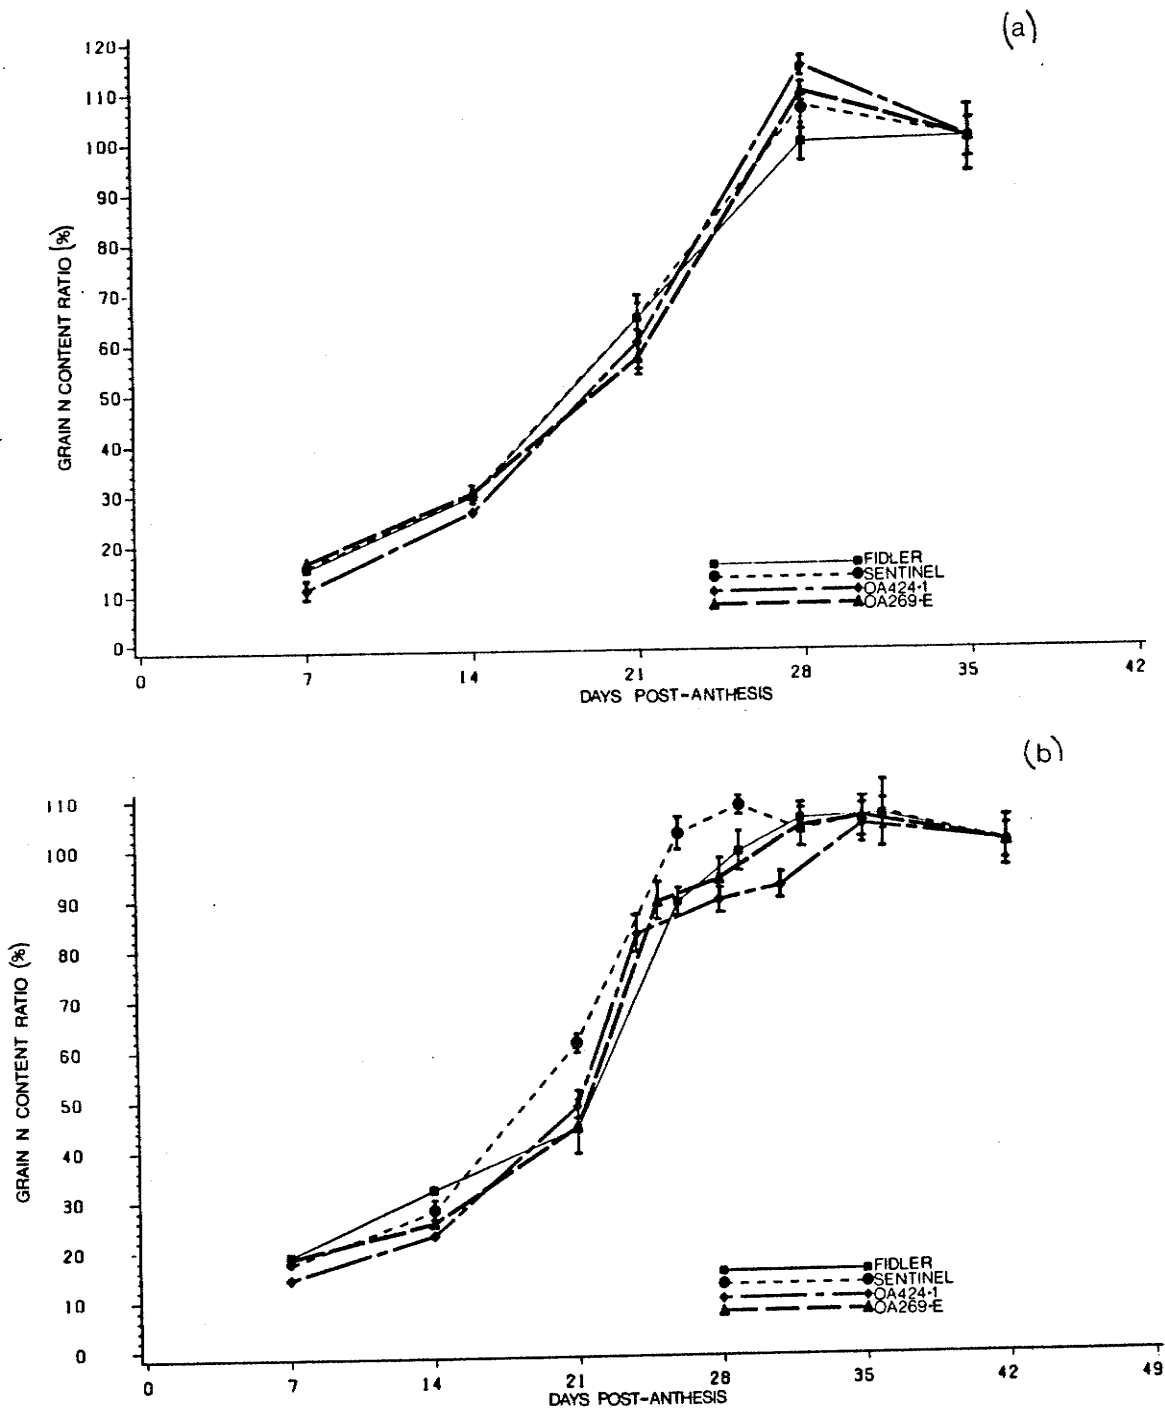 (a)
120
110
100
90
80
70
60
50
40
30
20
10
0
GRAIN N CONTENT RATIO (%)
FIDLER
SENTINEL
OA424-1
OA269-E
0 7 14 21 28 35 42
DAYS POST-ANTHESIS
(b)
110
100
90
80
70
60
50
40
30
20
10
0
GRAIN N CONTENT RATIO (%)
FIDLER
SENTINEL
OA424-1
OA269-E
0 7 14 21 28 35 42 49
DAYS POST-ANTHESIS